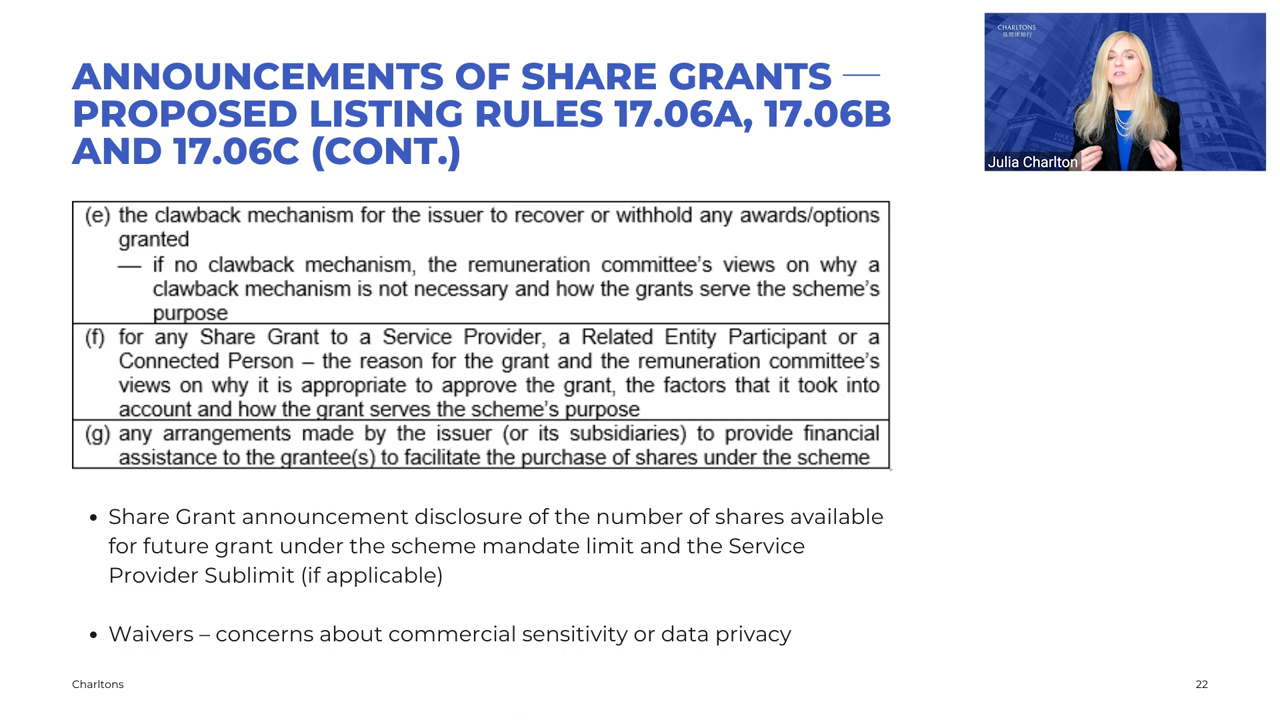 ANNOUNCEMENTS OF SHARE GRANTS —
PROPOSED LISTING RULES 17.06A, 17.06B
AND 17.06C (CONT.)
CHARLTONS
Julia Charlton
(e) the clawback mechanism for the issuer to recover or withhold any awards/options
granted
— if no clawback mechanism, the remuneration committee's views on why a
clawback mechanism is not necessary and how the grants serve the scheme's
purpose
(f) for any Share Grant to a Service Provider, a Related Entity Participant or a
Connected Person – the reason for the grant and the remuneration committee's
views on why it is appropriate to approve the grant, the factors that it took into
account and how the grant serves the scheme's purpose
(g) any arrangements made by the issuer (or its subsidiaries) to provide financial
assistance to the grantee(s) to facilitate the purchase of shares under the scheme
• Share Grant announcement disclosure of the number of shares available
for future grant under the scheme mandate limit and the Service
Provider Sublimit (if applicable)
• Waivers – concerns about commercial sensitivity or data privacy
Charltons
22